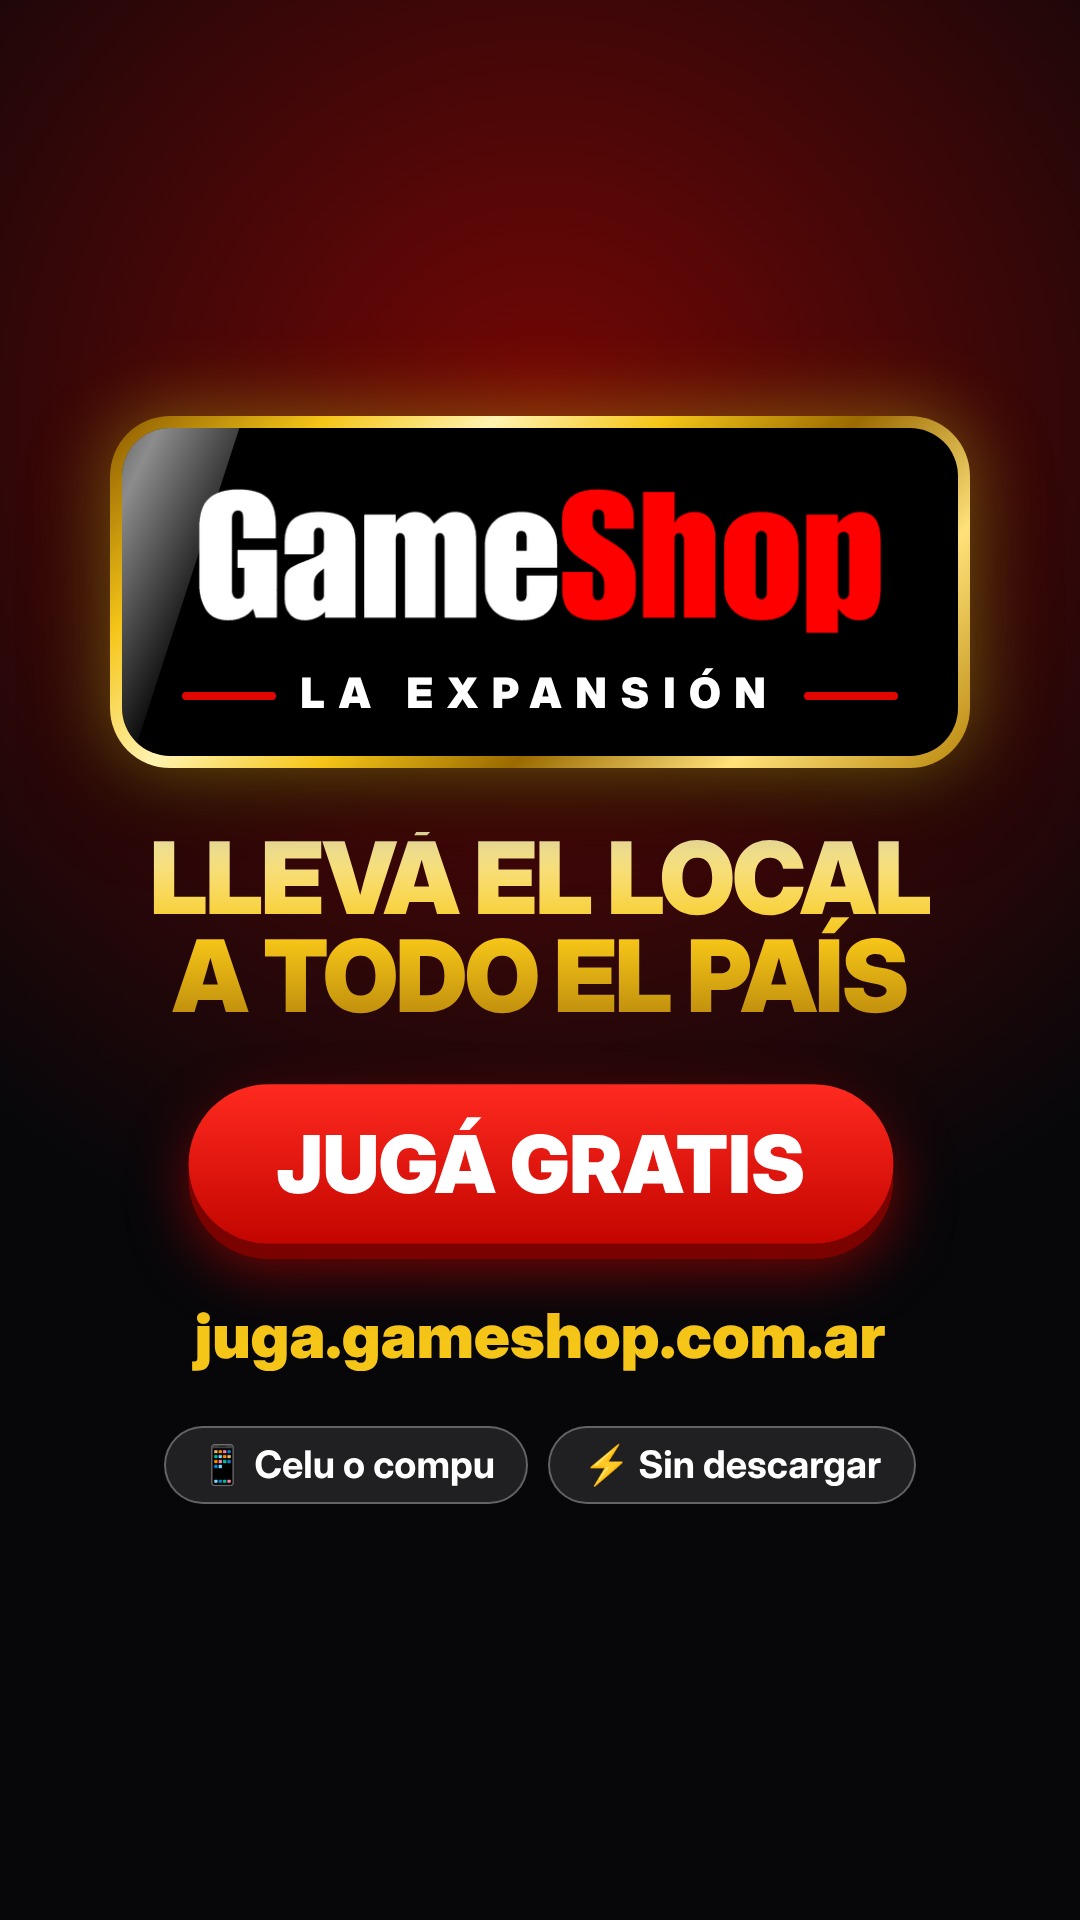 GameShop
LA EXPANSIÓN
LLEVÁ EL LOCAL
A TODO EL PAÍS
JUGÁ GRATIS
juga.gameshop.com.ar
📱 Celu o compu
⚡ Sin descargar